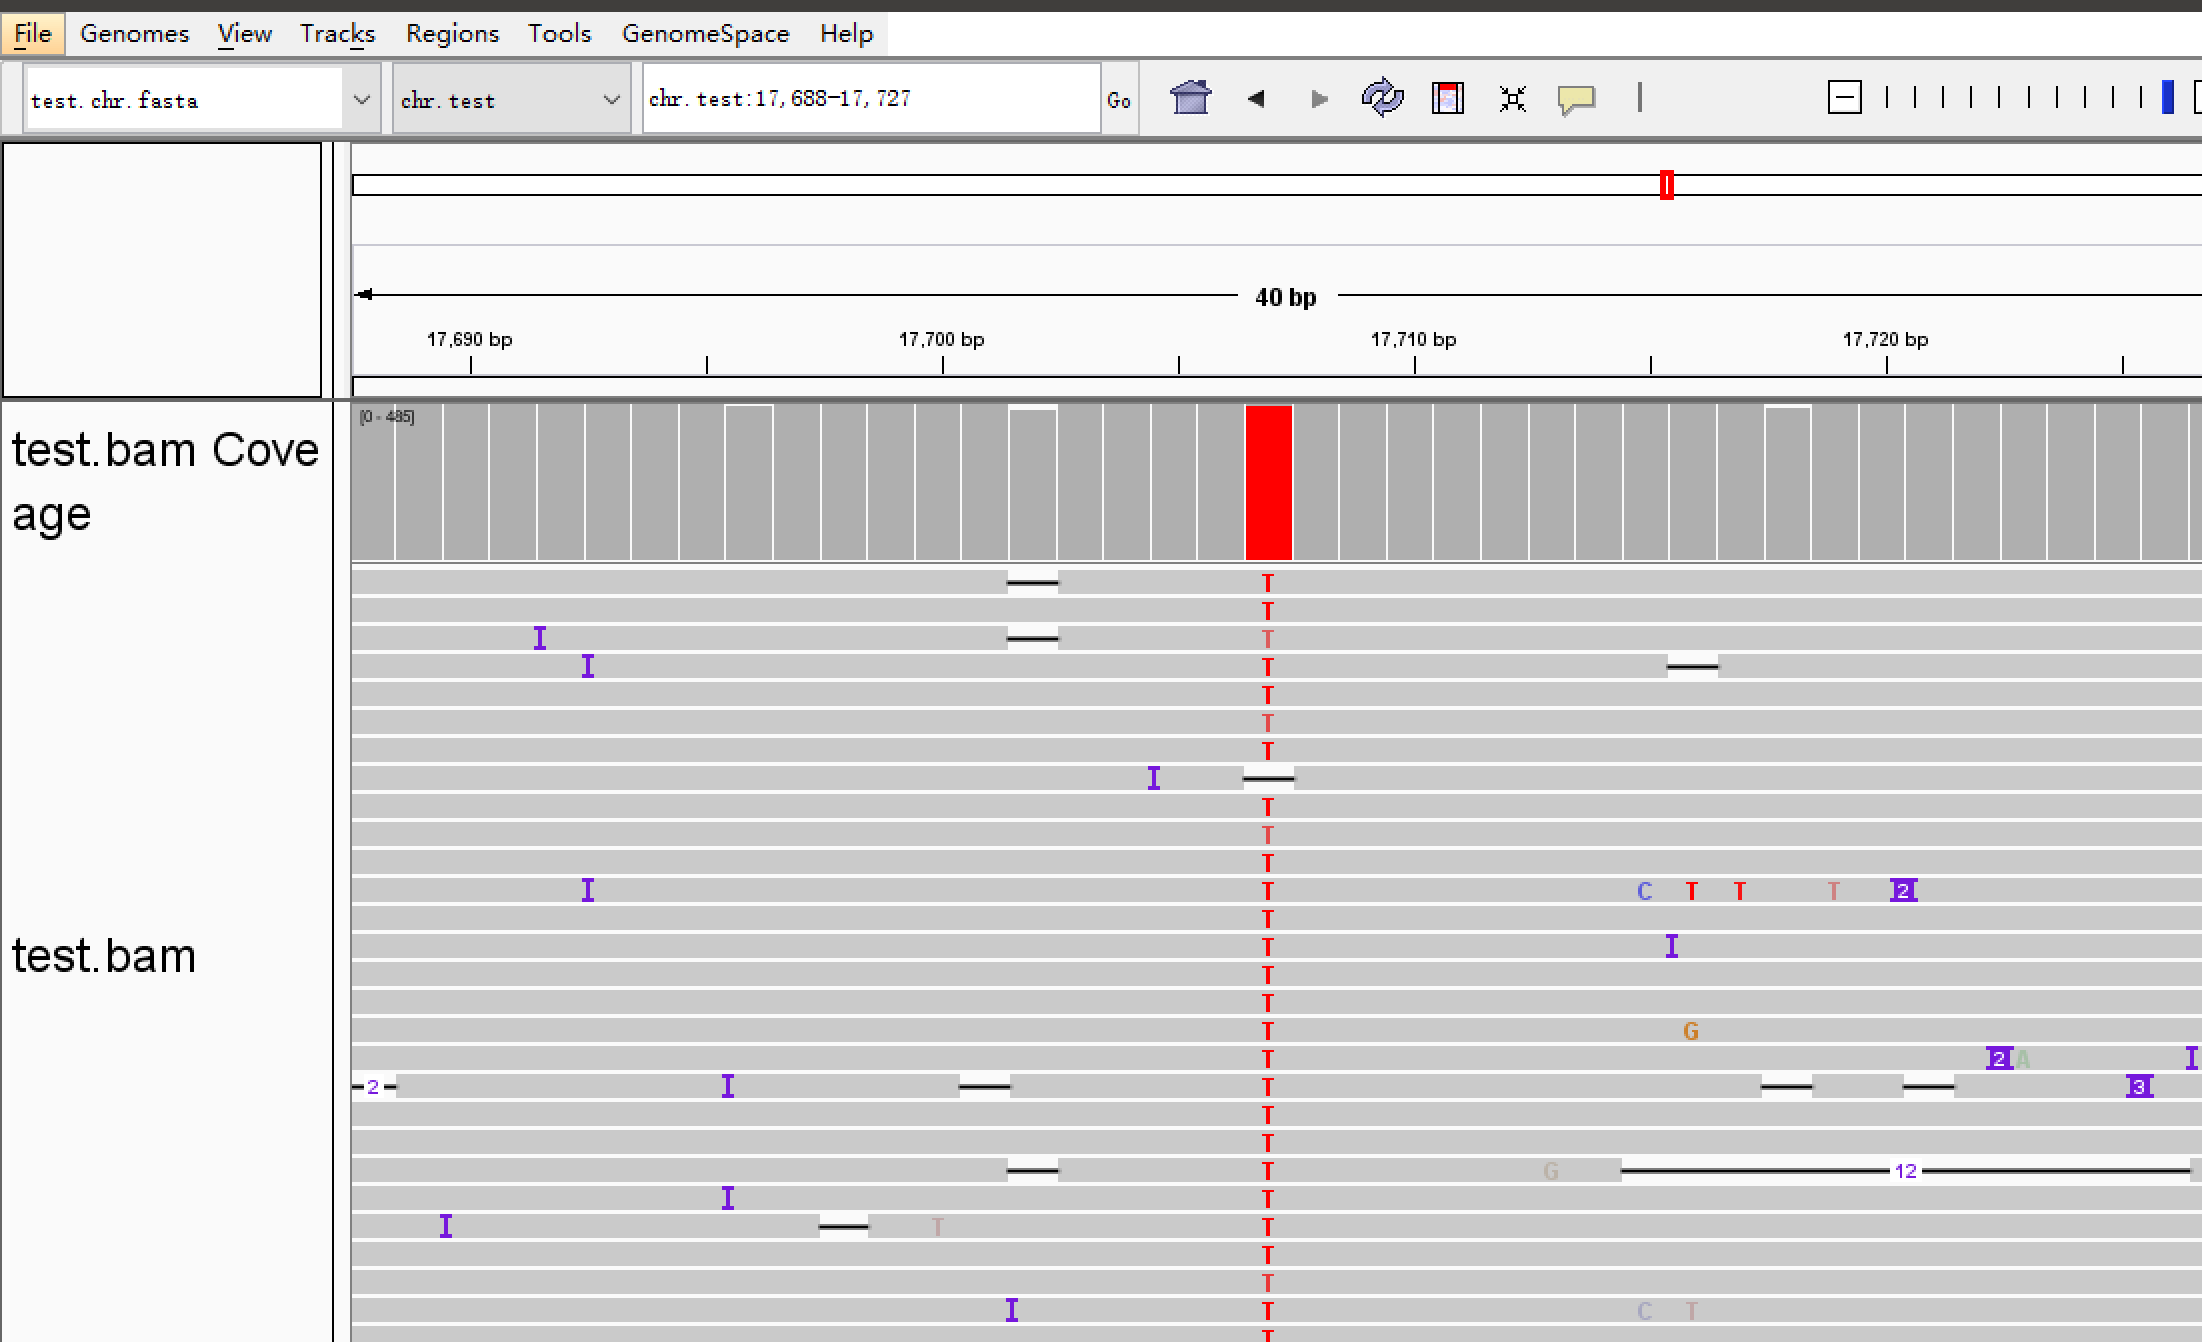 File Genomes View Tracks Regions Tools GenomeSpace Help
test.chr.fasta chr.test chr.test:17,688-17,727 Go
40 bp
17,690 bp 17,700 bp 17,710 bp 17,720 bp
[0 - 485]
test.bam Cove
age
T
T
I T
I T
T
T
T
I
T
T
T
I T C T T T 2
T
T I
test.bam
T
T
T G
T 2 A I
2 I T 3
T
T
T G 12
I T
I T T
T
T
I T C T
T